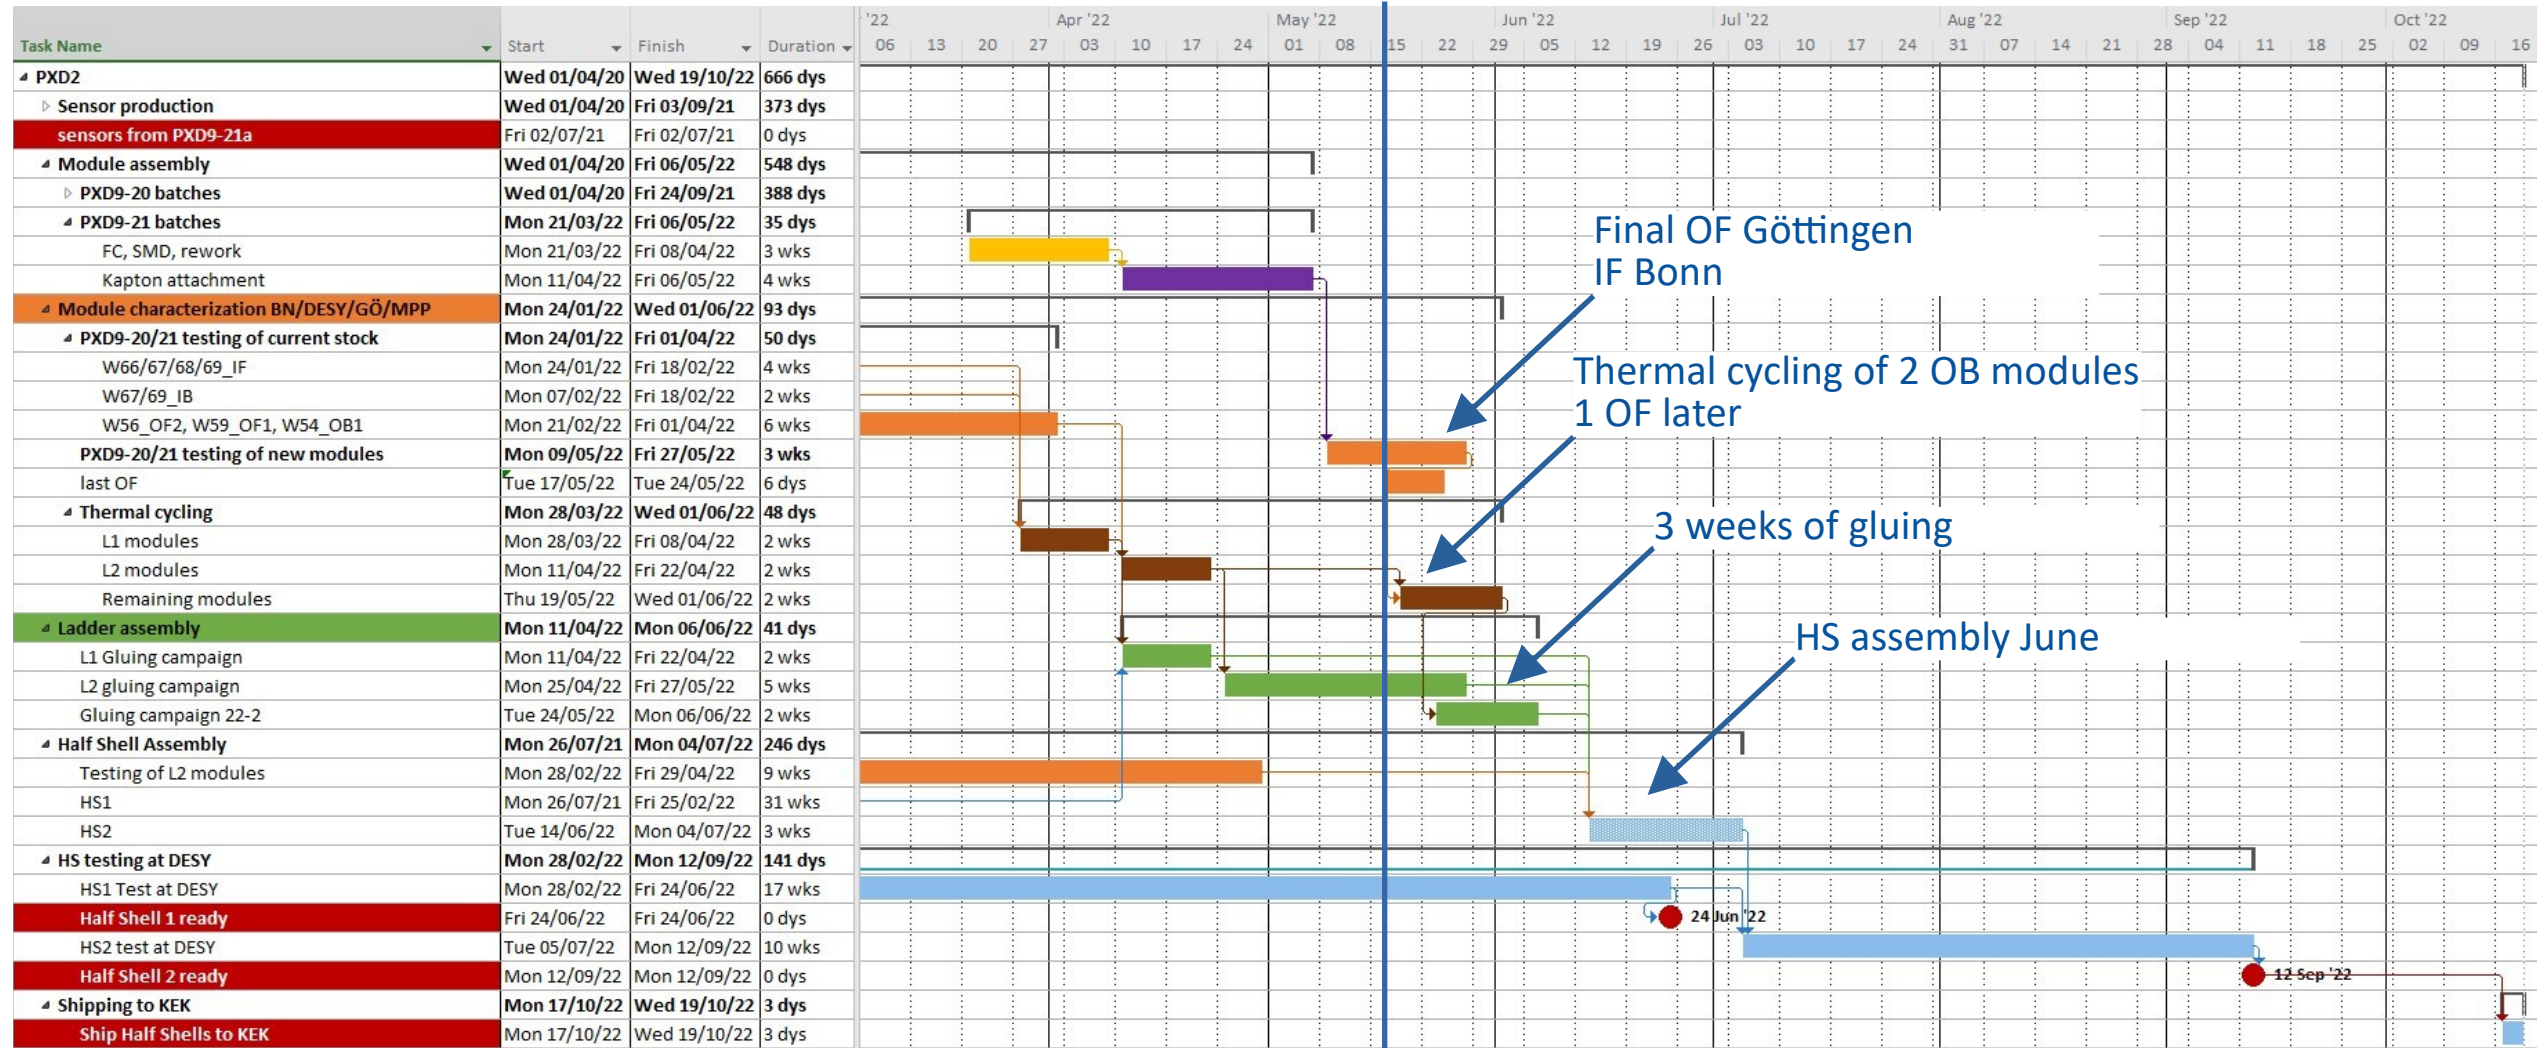 '22 Apr '22 May '22 Jun '22 Jul '22 Aug '22 Sep '22 Oct '22
Task Name Start Finish Duration 06 13 20 27 03 10 17 24 01 08 15 22 29 05 12 19 26 03 10 17 24 31 07 14 21 28 04 11 18 25 02 09 16
PXD2 Wed 01/04/20 Wed 19/10/22 666 dys
Sensor production Wed 01/04/20 Fri 03/09/21 373 dys
sensors from PXD9-21a Fri 02/07/21 Fri 02/07/21 0 dys
Module assembly Wed 01/04/20 Fri 06/05/22 548 dys
PXD9-20 batches Wed 01/04/20 Fri 24/09/21 388 dys
PXD9-21 batches Mon 21/03/22 Fri 06/05/22 35 dys
FC, SMD, rework Mon 21/03/22 Fri 08/04/22 3 wks
Kapton attachment Mon 11/04/22 Fri 06/05/22 4 wks
Module characterization BN/DESY/GÖ/MPP Mon 24/01/22 Wed 01/06/22 93 dys
PXD9-20/21 testing of current stock Mon 24/01/22 Fri 01/04/22 50 dys
W66/67/68/69_IF Mon 24/01/22 Fri 18/02/22 4 wks
W67/69_IB Mon 07/02/22 Fri 18/02/22 2 wks
W56_OF2, W59_OF1, W54_OB1 Mon 21/02/22 Fri 01/04/22 6 wks
PXD9-20/21 testing of new modules Mon 09/05/22 Fri 27/05/22 3 wks
last OF Tue 17/05/22 Tue 24/05/22 6 dys
Thermal cycling Mon 28/03/22 Wed 01/06/22 48 dys
L1 modules Mon 28/03/22 Fri 08/04/22 2 wks
L2 modules Mon 11/04/22 Fri 22/04/22 2 wks
Remaining modules Thu 19/05/22 Wed 01/06/22 2 wks
Ladder assembly Mon 11/04/22 Mon 06/06/22 41 dys
L1 Gluing campaign Mon 11/04/22 Fri 22/04/22 2 wks
L2 gluing campaign Mon 25/04/22 Fri 27/05/22 5 wks
Gluing campaign 22-2 Tue 24/05/22 Mon 06/06/22 2 wks
Half Shell Assembly Mon 26/07/21 Mon 04/07/22 246 dys
Testing of L2 modules Mon 28/02/22 Fri 29/04/22 9 wks
HS1 Mon 26/07/21 Fri 25/02/22 31 wks
HS2 Tue 14/06/22 Mon 04/07/22 3 wks
HS testing at DESY Mon 28/02/22 Mon 12/09/22 141 dys
HS1 Test at DESY Mon 28/02/22 Fri 24/06/22 17 wks
Half Shell 1 ready Fri 24/06/22 Fri 24/06/22 0 dys 24 Jun '22
HS2 test at DESY Tue 05/07/22 Mon 12/09/22 10 wks
Half Shell 2 ready Mon 12/09/22 Mon 12/09/22 0 dys 12 Sep '22
Shipping to KEK Mon 17/10/22 Wed 19/10/22 3 dys
Ship Half Shells to KEK Mon 17/10/22 Wed 19/10/22 3 dys
Final OF Göttingen
IF Bonn
Thermal cycling of 2 OB modules
1 OF later
3 weeks of gluing
HS assembly June